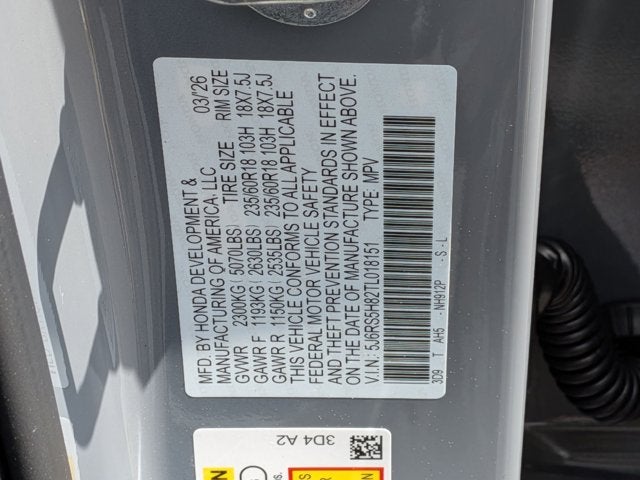 MFD. BY HONDA DEVELOPMENT & 03/'26
MANUFACTURING OF AMERICA, LLC
TIRE SIZE RIM SIZE
GVWR 2300KG ( 5070LBS)
GAWR F 1193KG ( 2630LBS) 235/60R18 103H 18X7.5J
GAWR R 1150KG ( 2535LBS) 235/60R18 103H 18X7.5J
THIS VEHICLE CONFORMS TO ALL APPLICABLE
FEDERAL MOTOR VEHICLE SAFETY
AND THEFT PREVENTION STANDARDS IN EFFECT
ON THE DATE OF MANUFACTURE SHOWN ABOVE.
V.I.N: 5J6RS5H82TL018151 TYPE: MPV
3D9 T AH5 - NH912P - S - L
3D4 A2